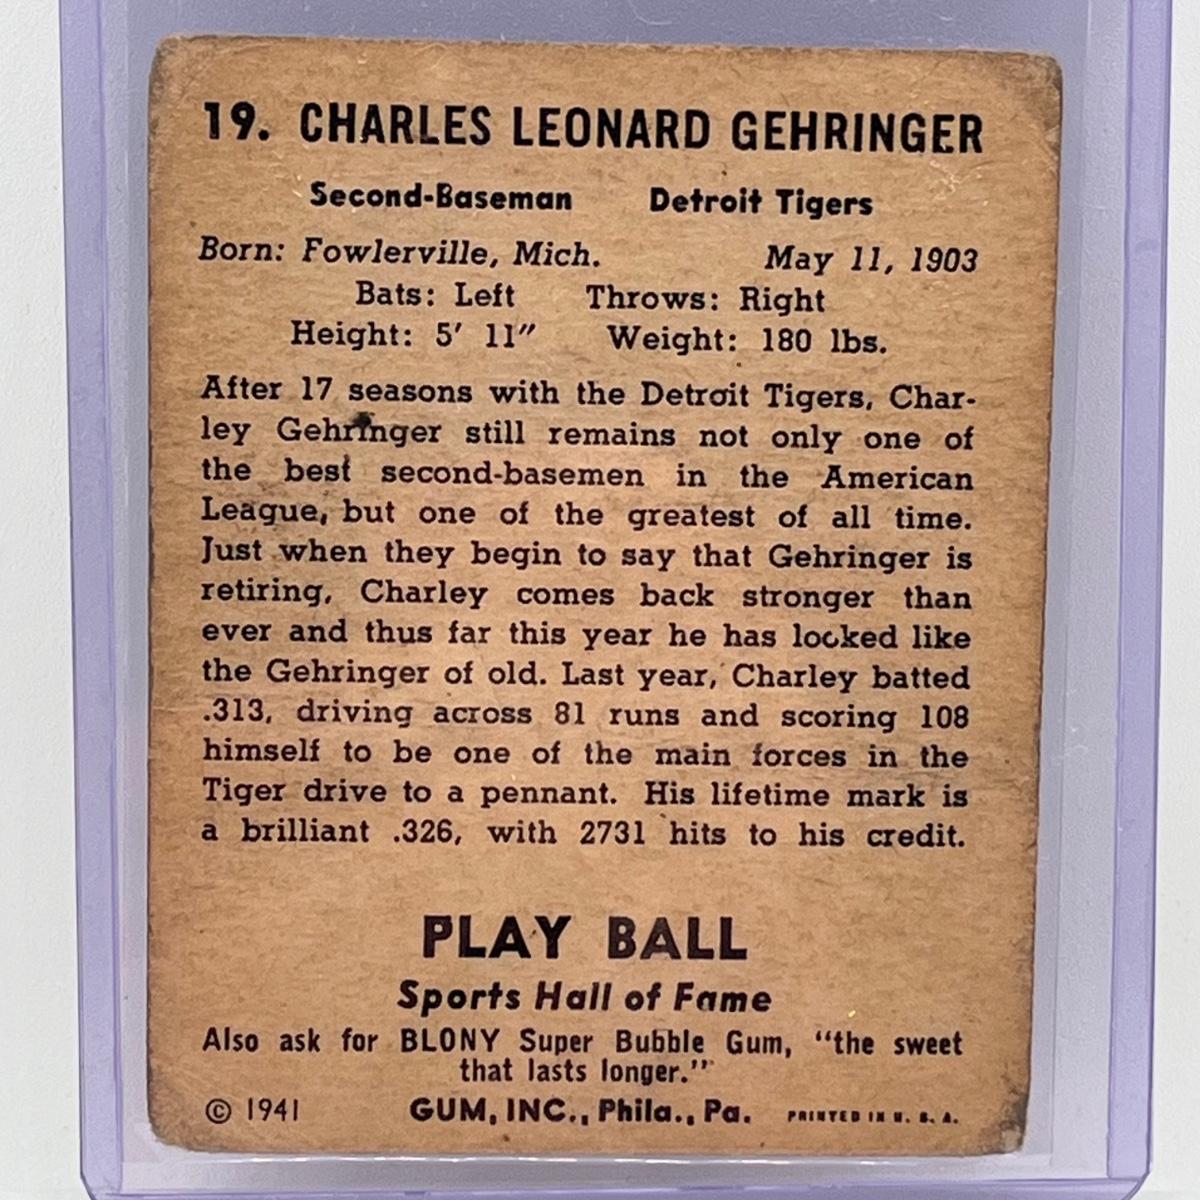 19. CHARLES LEONARD GEHRINGER
Second-Baseman Detroit Tigers
Born: Fowlerville, Mich. May 11, 1903
Bats: Left Throws: Right
Height: 5' 11" Weight: 180 lbs.
After 17 seasons with the Detroit Tigers, Char-
ley Gehringer still remains not only one of
the best second-basemen in the American
League, but one of the greatest of all time.
Just when they begin to say that Gehringer is
retiring, Charley comes back stronger than
ever and thus far this year he has looked like
the Gehringer of old. Last year, Charley batted
.313, driving across 81 runs and scoring 108
himself to be one of the main forces in the
Tiger drive to a pennant. His lifetime mark is
a brilliant .326, with 2731 hits to his credit.
PLAY BALL
Sports Hall of Fame
Also ask for BLONY Super Bubble Gum, "the sweet
that lasts longer."
© 1941 GUM, INC., Phila., Pa. PRINTED IN U. S. A.